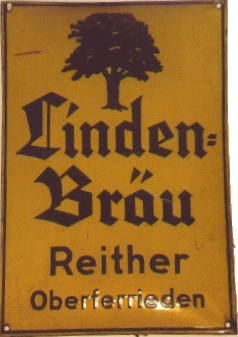 Linden-
Bräu
Reither
Oberferrieden